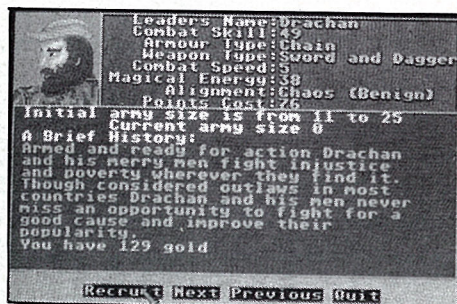 Leaders Name:Drachan
Combat Skill:49
Armour Type:Chain
Weapon Type:Sword and Dagger
Combat Speed:5
Magical Energy:38
Alignment:Chaos (Benign)
Points Cost:76
Initial army size is from 11 to 25
Current army size 0
A Brief History:
Armed and ready for action Drachan
and his merry men fight injustice
and poverty wherever they find it.
Though considered outlaws in most
countries Drachan and his men never
miss an opportunity to fight for a
good cause and improve their
popularity.
You have 129 gold
Recruit Next Previous Quit